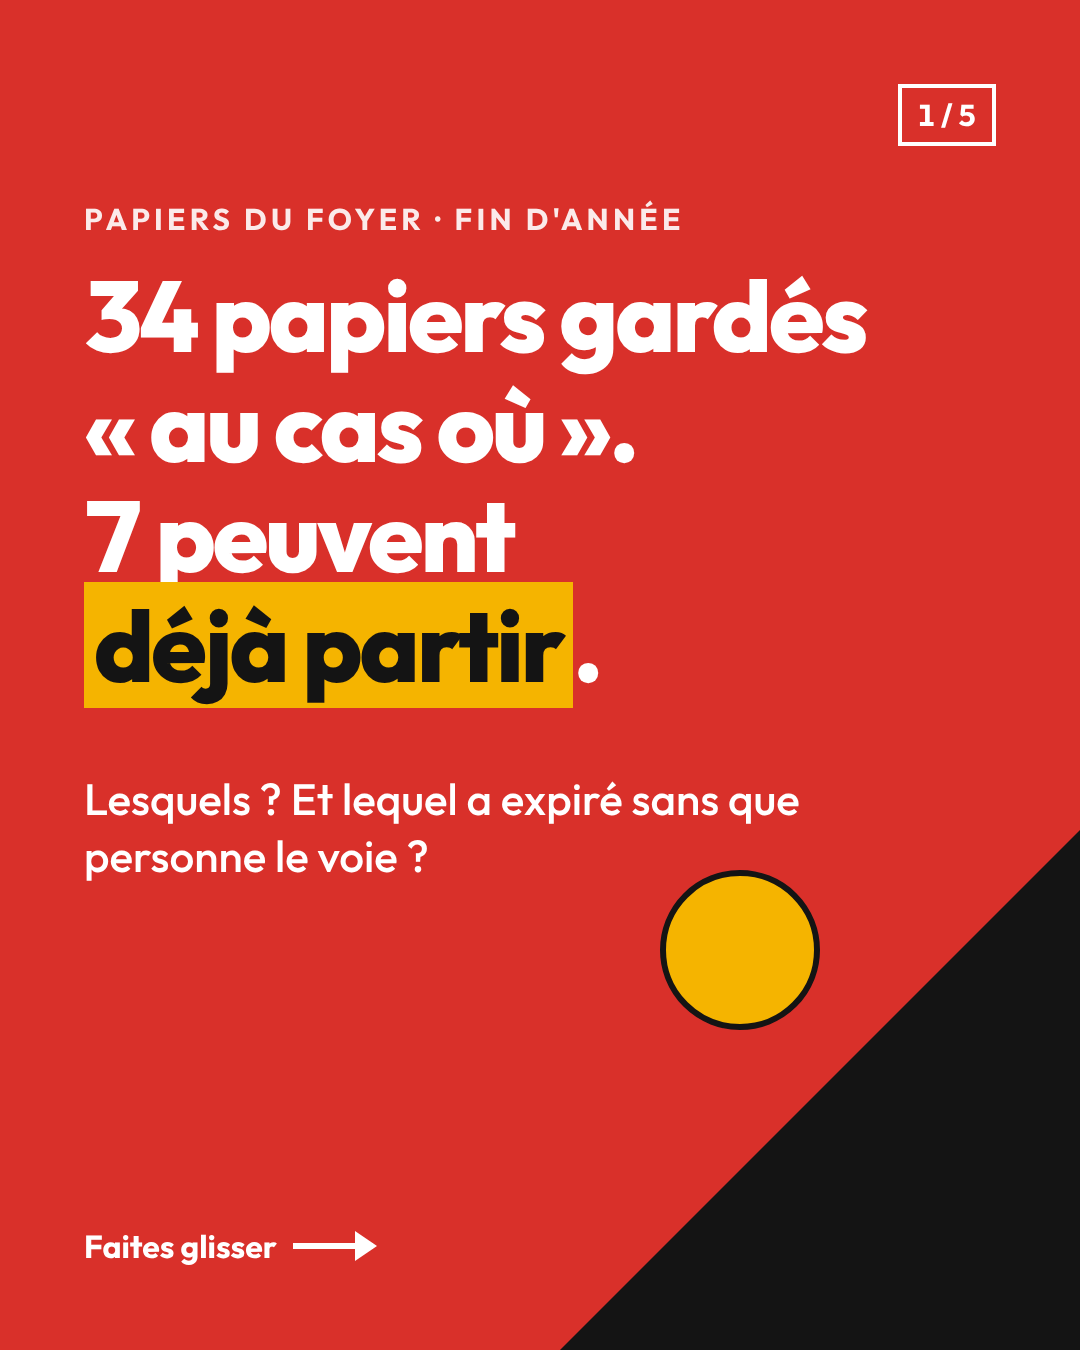 1 / 5
PAPIERS DU FOYER · FIN D'ANNÉE
34 papiers gardés
« au cas où ».
7 peuvent
déjà partir.
Lesquels ? Et lequel a expiré sans que
personne le voie ?
Faites glisser